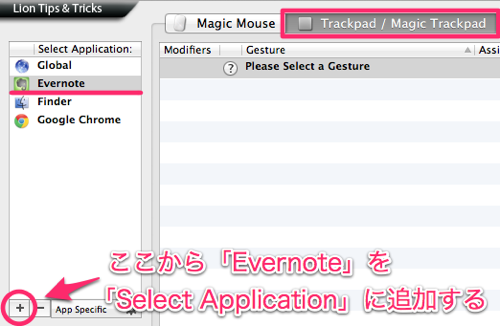 Lion Tips & Tricks
Magic Mouse
Trackpad / Magic Trackpad
Select Application:
Global
Evernote
Finder
Google Chrome
Modifiers Gesture Assi
? Please Select a Gesture
ここから「Evernote」を
「Select Application」に追加する
+ − App Specific